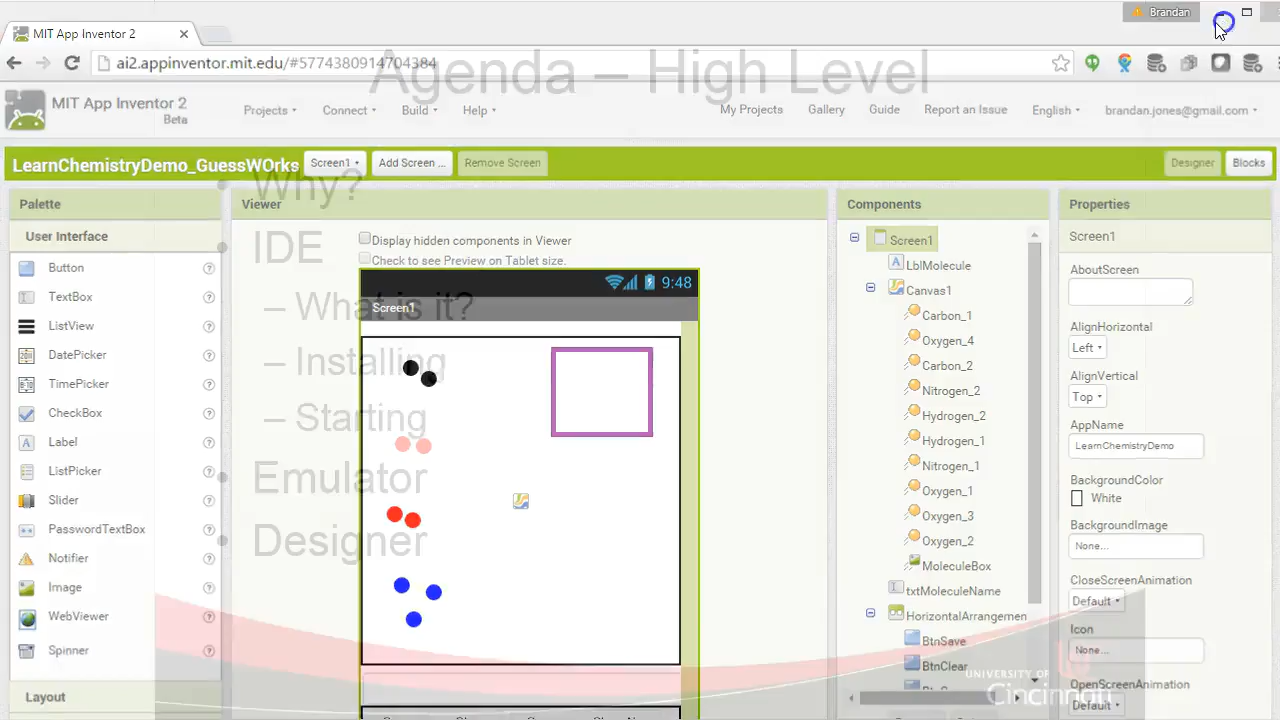 Brandan
MIT App Inventor 2
ai2.appinventor.mit.edu/#5774380914704384
Agenda – High Level
MIT App Inventor 2
Beta
Projects
Connect
Build
Help
My Projects
Gallery
Guide
Report an Issue
English
brandan.jones@gmail.com
LearnChemistryDemo_GuessWOrks
Screen1
Add Screen ...
Remove Screen
Designer
Blocks
Why?
IDE
– What is it?
– Installing
– Starting
Emulator
Designer
Palette
User Interface
Button
TextBox
ListView
DatePicker
TimePicker
CheckBox
Label
ListPicker
Slider
PasswordTextBox
Notifier
Image
WebViewer
Spinner
Layout
Viewer
Display hidden components in Viewer
Check to see Preview on Tablet size.
9:48
Screen1
Components
Screen1
LblMolecule
Canvas1
Carbon_1
Oxygen_4
Carbon_2
Nitrogen_2
Hydrogen_2
Hydrogen_1
Nitrogen_1
Oxygen_1
Oxygen_3
Oxygen_2
MoleculeBox
txtMoleculeName
HorizontalArrangemen
BtnSave
BtnClear
Properties
Screen1
AboutScreen
AlignHorizontal
Left
AlignVertical
Top
AppName
LearnChemistryDemo
BackgroundColor
White
BackgroundImage
None...
CloseScreenAnimation
Default
Icon
None...
OpenScreenAnimation
Default
UNIVERSITY OF
Cincinnati